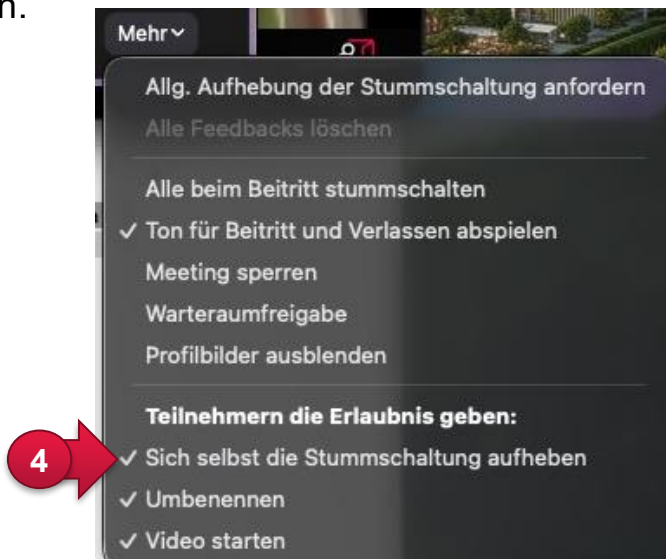 n.
Mehr
Allg. Aufhebung der Stummschaltung anfordern
Alle Feedbacks löschen
Alle beim Beitritt stummschalten
✓ Ton für Beitritt und Verlassen abspielen
Meeting sperren
Warteraumfreigabe
Profilbilder ausblenden
Teilnehmern die Erlaubnis geben:
4 ✓ Sich selbst die Stummschaltung aufheben
✓ Umbenennen
✓ Video starten